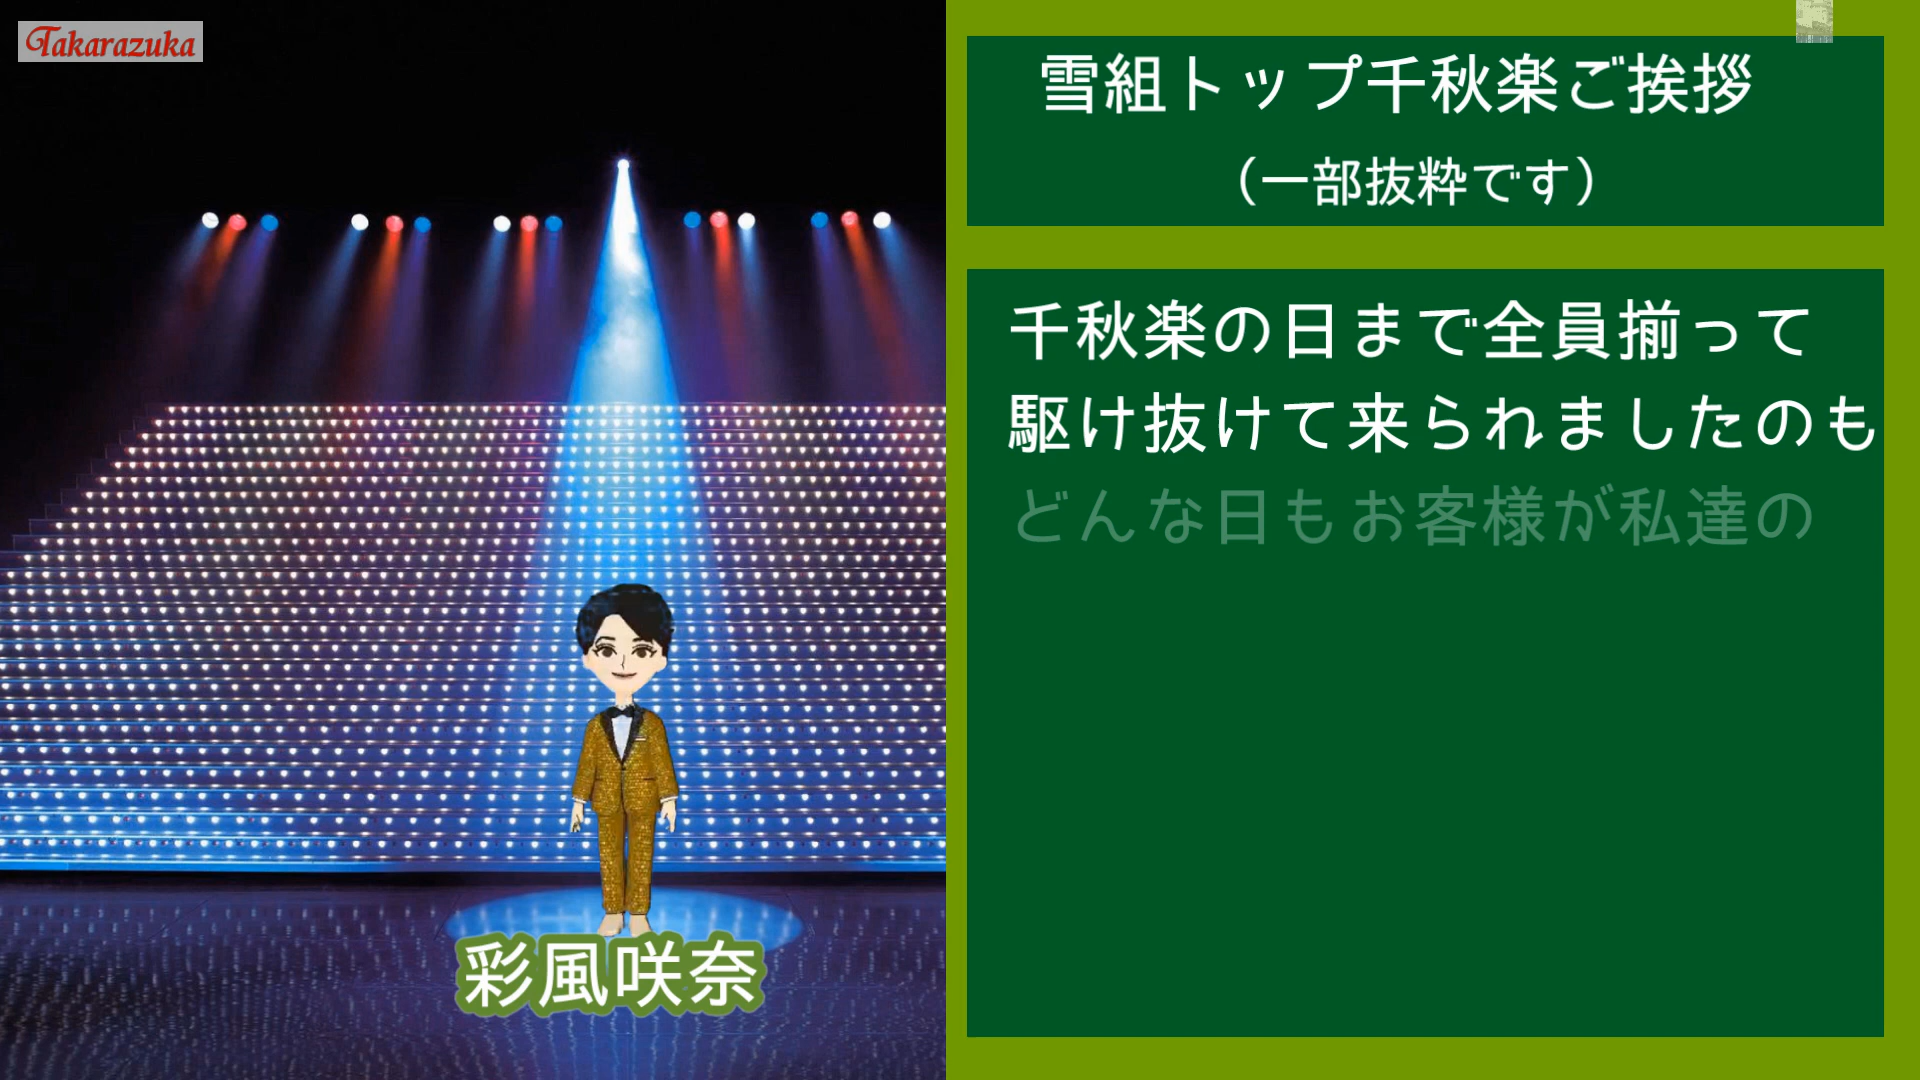 Takarazuka
雪組トップ千秋楽ご挨拶
（一部抜粋です）
千秋楽の日まで全員揃って
駆け抜けて来られましたのも
どんな日もお客様が私達の
彩風咲奈